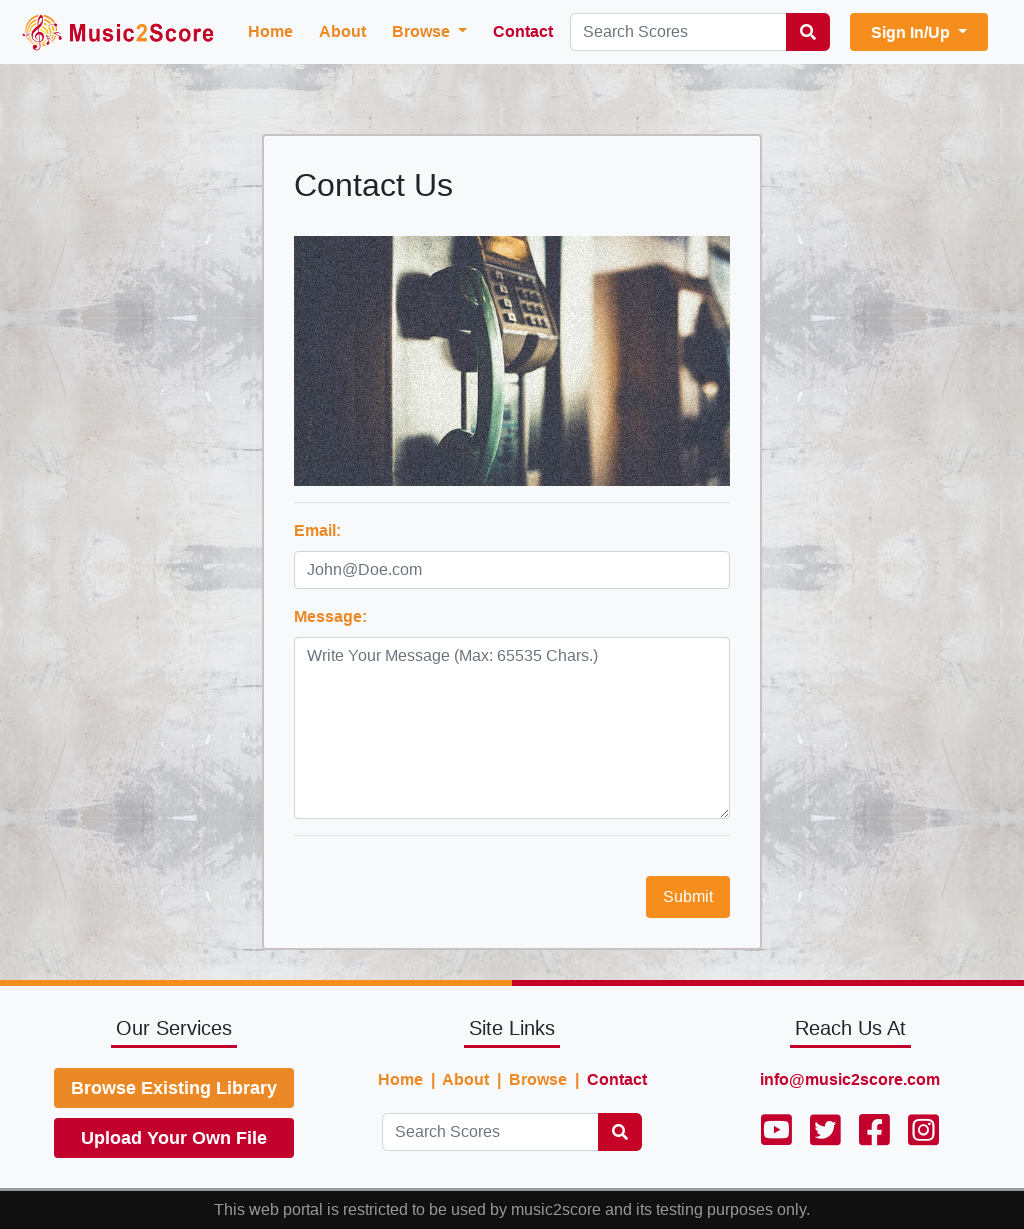 Music2Score Home About Browse Contact Search Scores Sign In/Up
Contact Us
Email:
John@Doe.com
Message:
Write Your Message (Max: 65535 Chars.)
Submit
Our Services
Browse Existing Library
Upload Your Own File
Site Links
Home | About | Browse | Contact
Search Scores
Reach Us At
info@music2score.com
This web portal is restricted to be used by music2score and its testing purposes only.